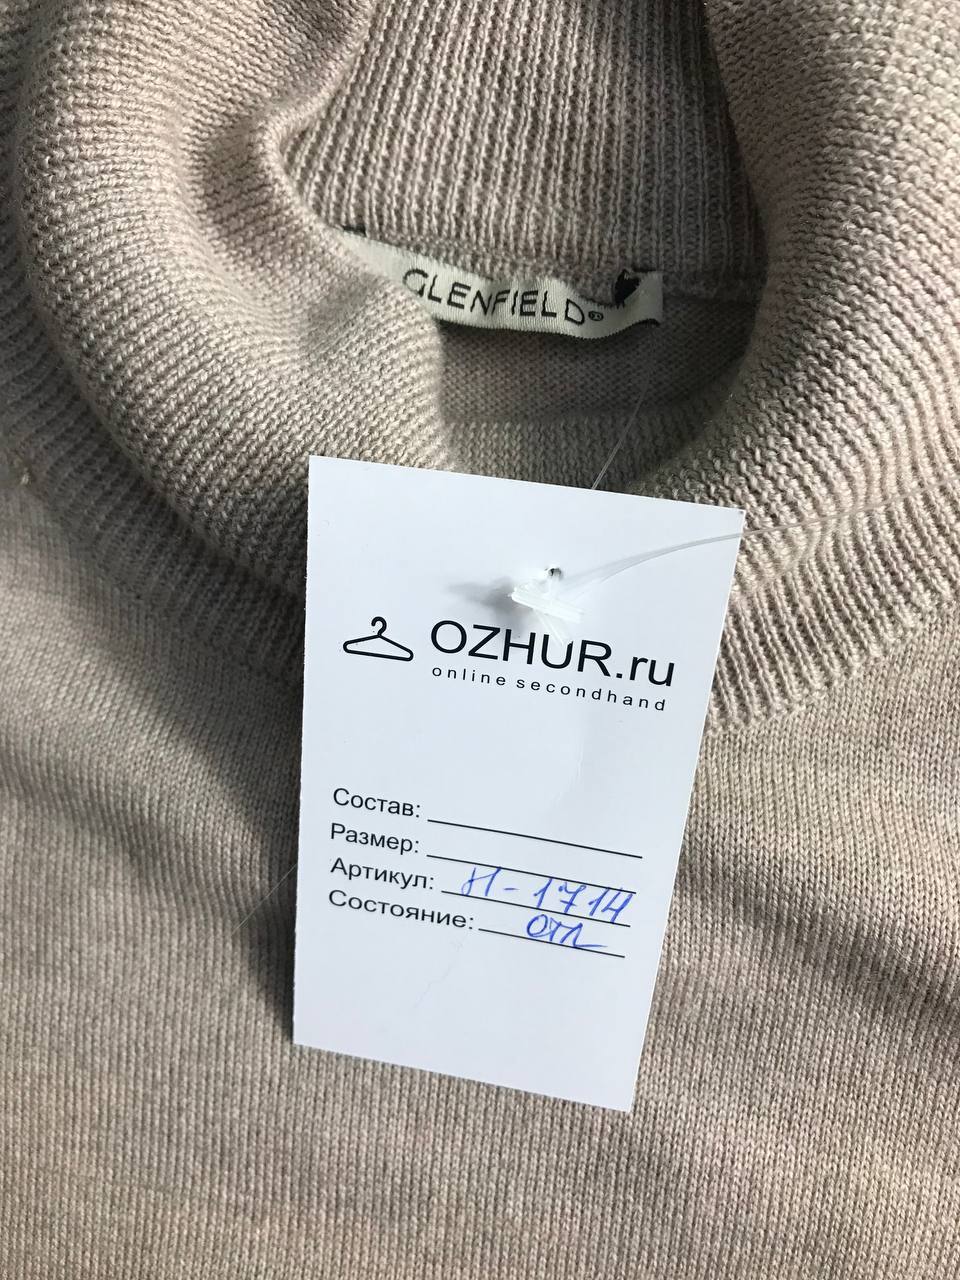 GLENFIELD®
OZHUR.ru
online secondhand
Состав:
Размер:
Артикул: Н-1714
Состояние: отл